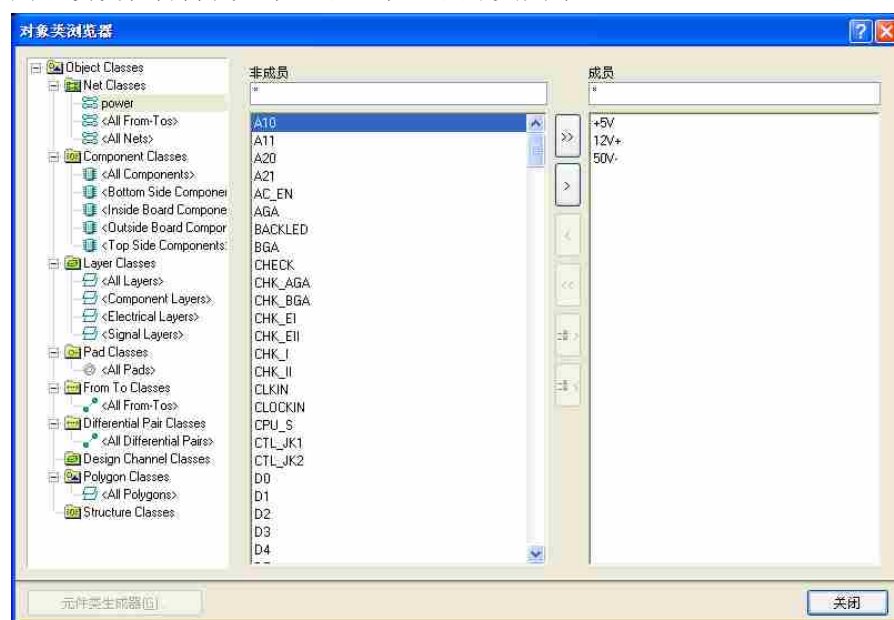 对象类浏览器
Object Classes
Net Classes
power
<All From-Tos>
<All Nets>
Component Classes
<All Components>
<Bottom Side Componer
<Inside Board Compone
<Outside Board Compor
<Top Side Components:
Layer Classes
<All Layers>
<Component Layers>
<Electrical Layers>
<Signal Layers>
Pad Classes
<All Pads>
From To Classes
<All From-Tos>
Differential Pair Classes
<All Differential Pairs>
Design Channel Classes
Polygon Classes
<All Polygons>
Structure Classes
非成员
*
A10
A11
A20
A21
AC_EN
AGA
BACKLED
BGA
CHECK
CHK_AGA
CHK_BGA
CHK_EI
CHK_EII
CHK_I
CHK_II
CLKIN
CLOCKIN
CPU_S
CTL_JK1
CTL_JK2
D0
D1
D2
D3
D4
>>
>
<
<<
成员
*
+5V
12V+
50V-
元件类生成器(G)
关闭